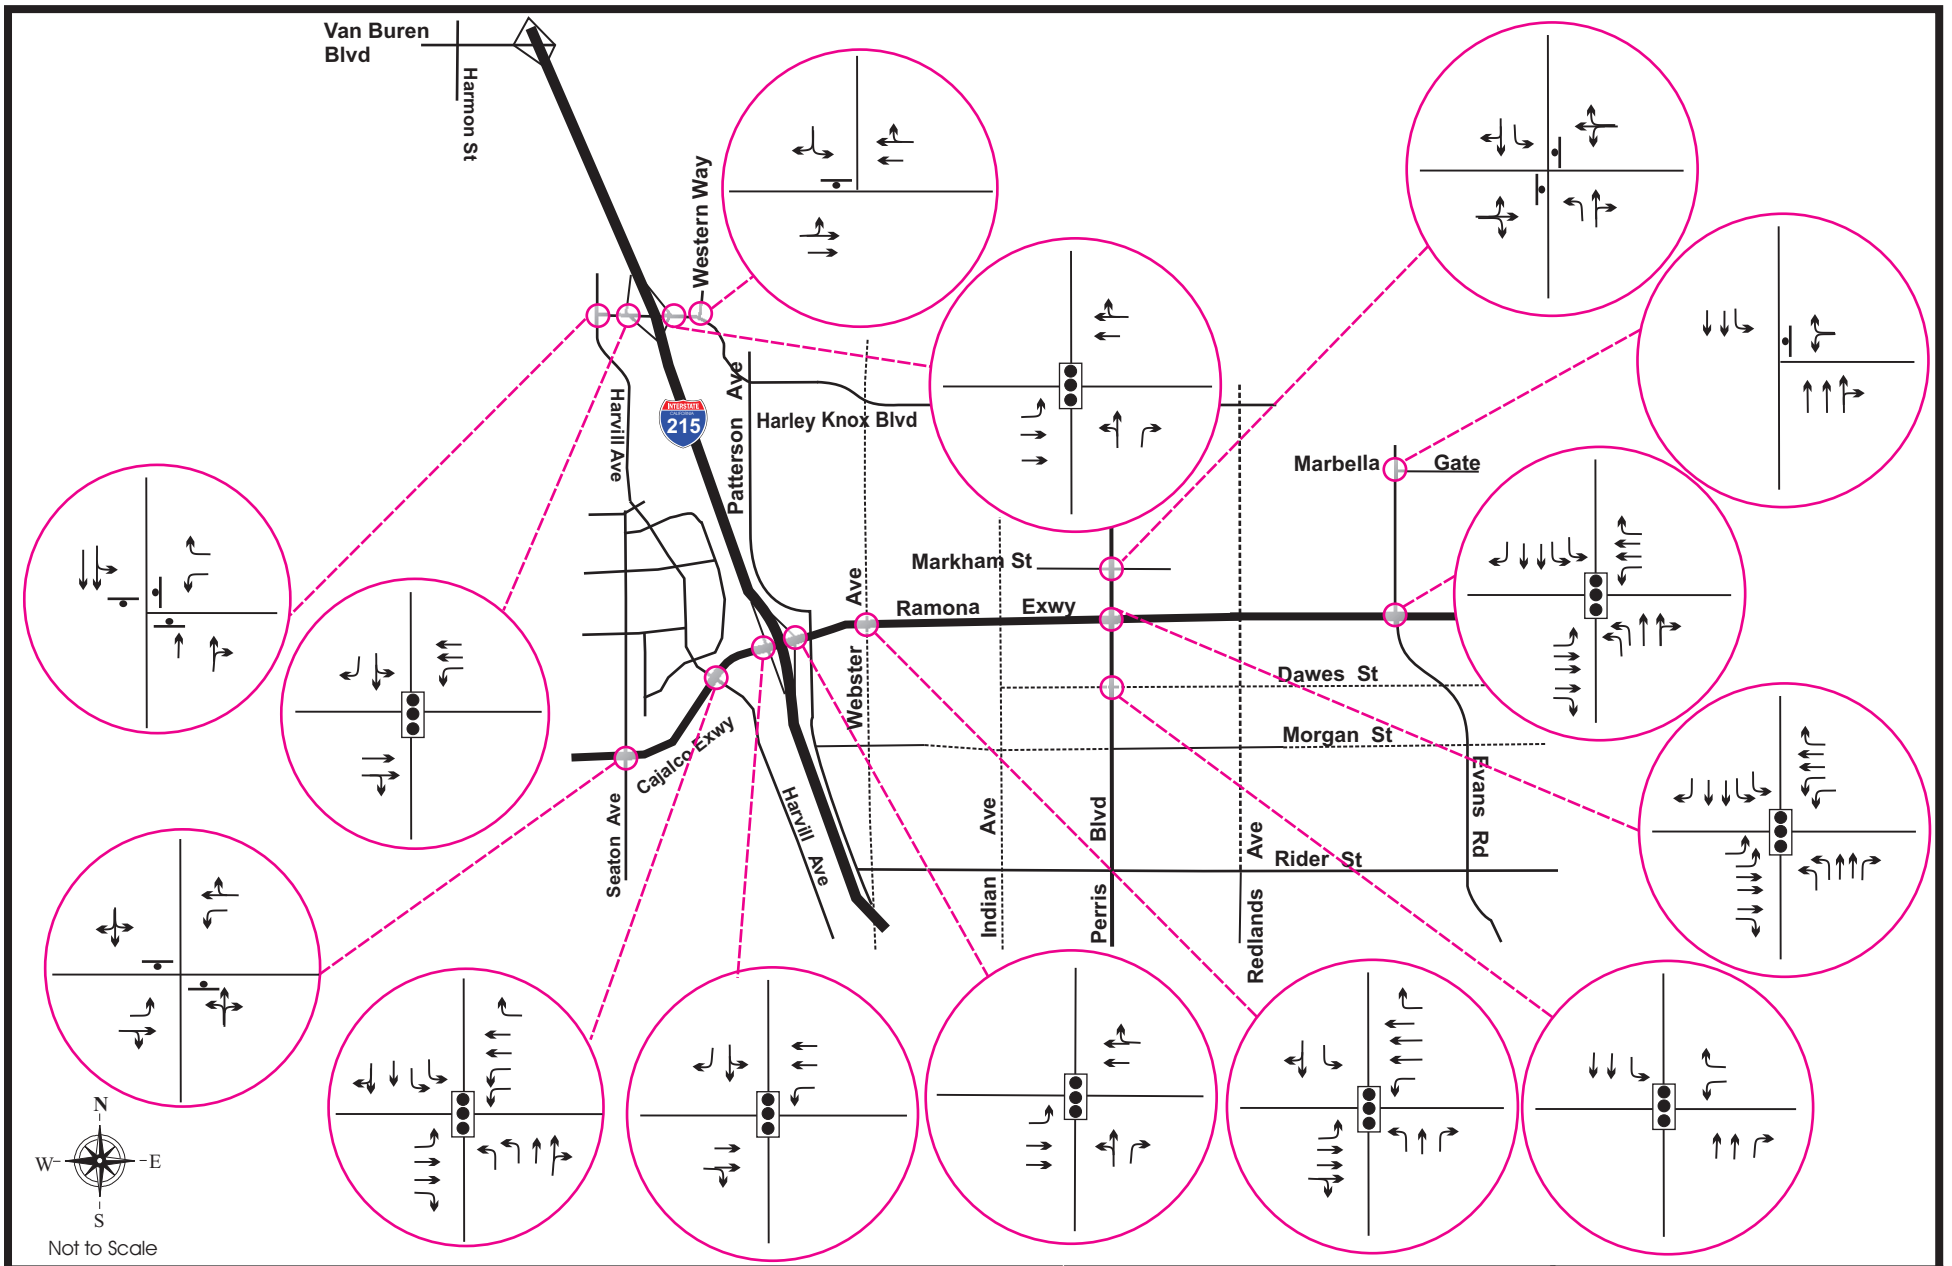 Van Buren
Blvd
Harmon St
Western Way
Harvill Ave
INTERSTATE
CALIFORNIA
215
Patterson Ave
Harley Knox Blvd
Marbella Gate
Markham St
Ramona Exwy
Webster Ave
Dawes St
Morgan St
Cajalco Exwy
Seaton Ave
Harvill Ave
Indian Ave
Perris Blvd
Redlands Ave
Evans Rd
Rider St
N
W E
S
Not to Scale